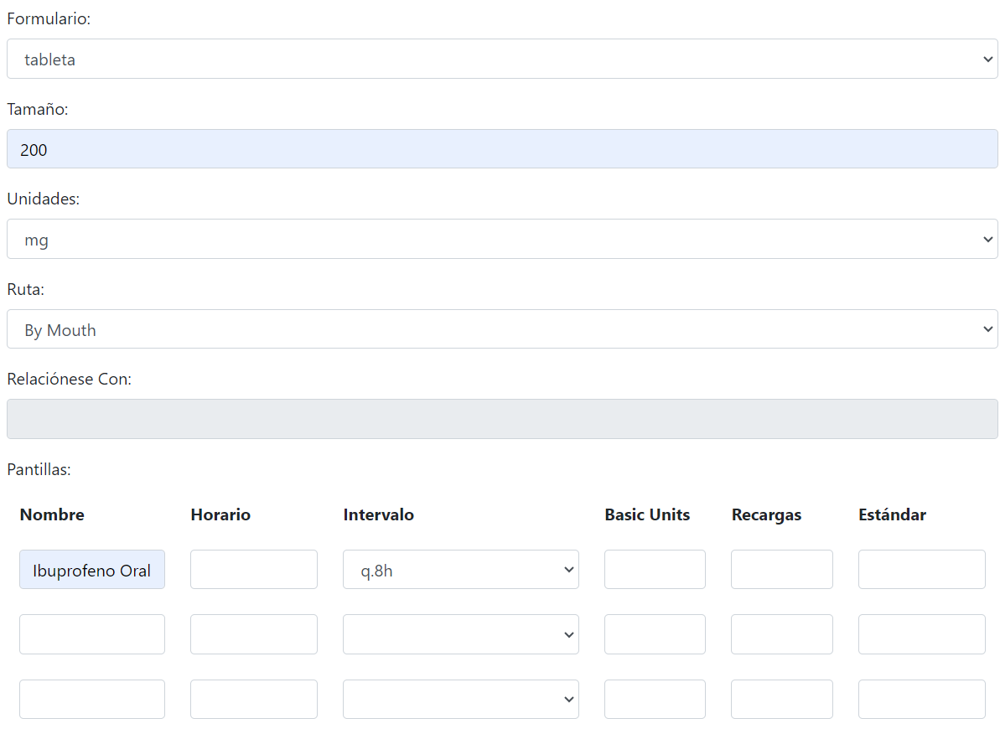 Formulario:
tableta
Tamaño:
200
Unidades:
mg
Ruta:
By Mouth
Relaciónese Con:
Pantillas:
Nombre Horario Intervalo Basic Units Recargas Estándar
Ibuprofeno Oral q.8h